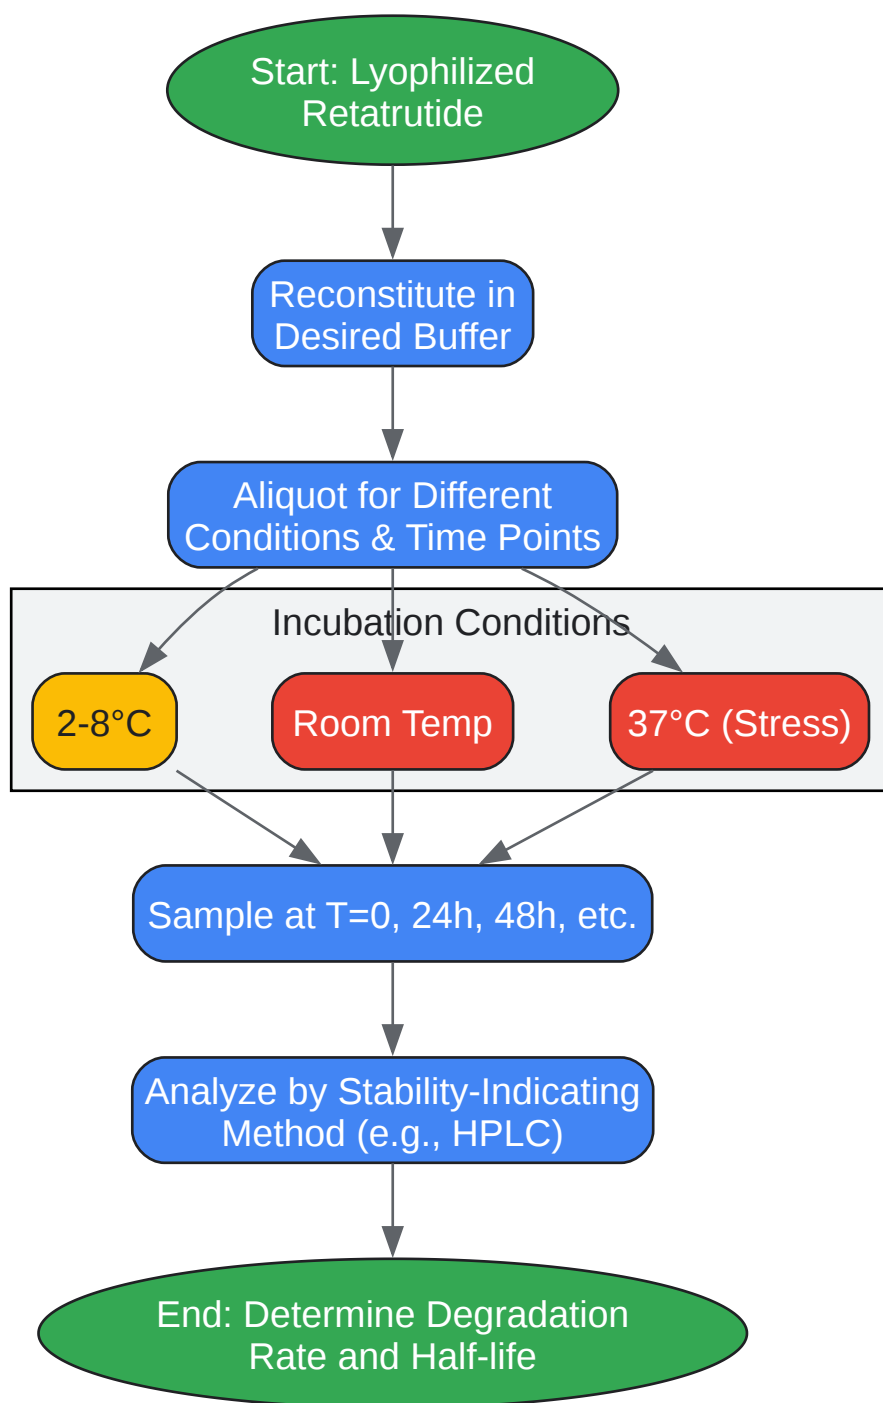 Start: Lyophilized
Retatrutide
Reconstitute in
Desired Buffer
Aliquot for Different
Conditions & Time Points
Incubation Conditions
2-8°C
Room Temp
37°C (Stress)
Sample at T=0, 24h, 48h, etc.
Analyze by Stability-Indicating
Method (e.g., HPLC)
End: Determine Degradation
Rate and Half-life